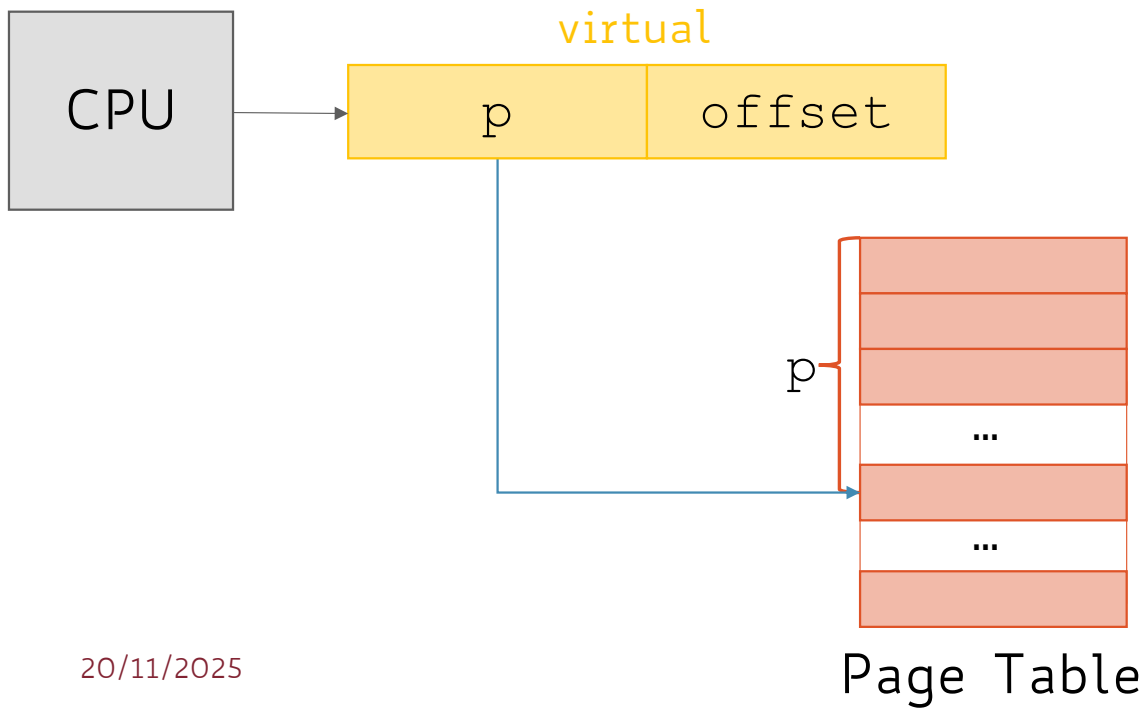 virtual
CPU
p
offset
p
…
…
20/11/2025
Page Table